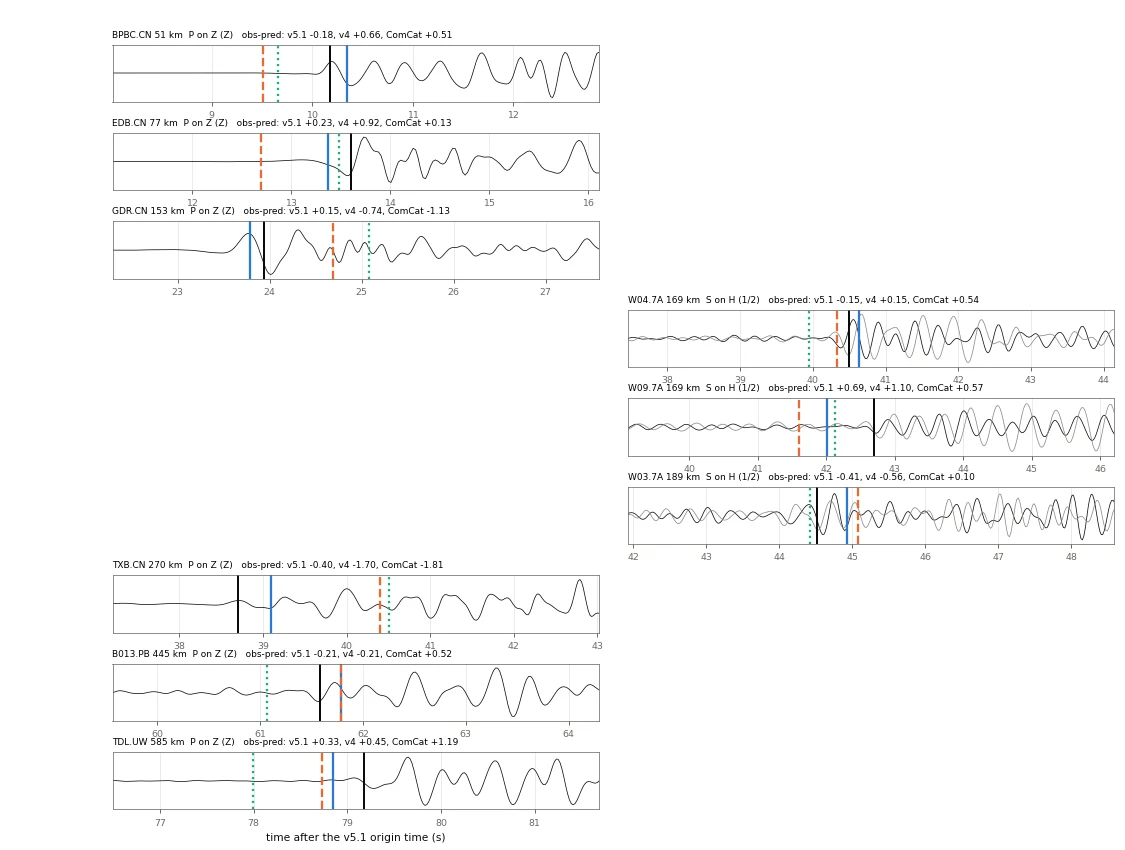 BPBC.CN 51 km  P on Z (Z)   obs-pred: v5.1 -0.18, v4 +0.66, ComCat +0.51
9 10 11 12
EDB.CN 77 km  P on Z (Z)   obs-pred: v5.1 +0.23, v4 +0.92, ComCat +0.13
12 13 14 15 16
GDR.CN 153 km  P on Z (Z)   obs-pred: v5.1 +0.15, v4 -0.74, ComCat -1.13
23 24 25 26 27
W04.7A 169 km  S on H (1/2)   obs-pred: v5.1 -0.15, v4 +0.15, ComCat +0.54
38 39 40 41 42 43 44
W09.7A 169 km  S on H (1/2)   obs-pred: v5.1 +0.69, v4 +1.10, ComCat +0.57
40 41 42 43 44 45 46
W03.7A 189 km  S on H (1/2)   obs-pred: v5.1 -0.41, v4 -0.56, ComCat +0.10
42 43 44 45 46 47 48
TXB.CN 270 km  P on Z (Z)   obs-pred: v5.1 -0.40, v4 -1.70, ComCat -1.81
38 39 40 41 42 43
B013.PB 445 km  P on Z (Z)   obs-pred: v5.1 -0.21, v4 -0.21, ComCat +0.52
60 61 62 63 64
TDL.UW 585 km  P on Z (Z)   obs-pred: v5.1 +0.33, v4 +0.45, ComCat +1.19
77 78 79 80 81
time after the v5.1 origin time (s)